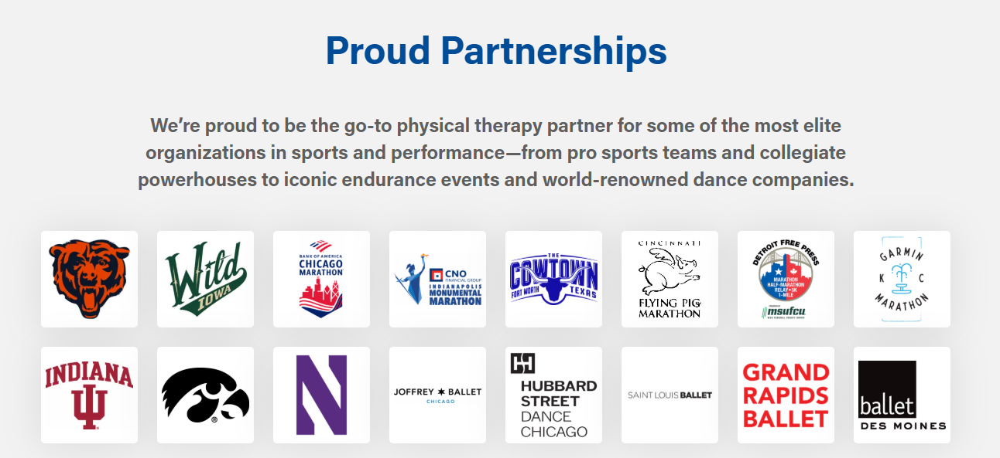 Proud Partnerships
We’re proud to be the go-to physical therapy partner for some of the most elite
organizations in sports and performance—from pro sports teams and collegiate
powerhouses to iconic endurance events and world-renowned dance companies.
Wild
IOWA
BANK OF AMERICA
CHICAGO
MARATHON
CNO
FINANCIAL GROUP
INDIANAPOLIS
MONUMENTAL
MARATHON
THE
COWTOWN
FORT WORTH TEXAS
CINCINNATI
FLYING PIG
MARATHON
DETROIT FREE PRESS
MARATHON
HALF-MARATHON
RELAY • 5K
1-MILE
msufcu
GARMIN
K C
MARATHON
INDIANA
IU
®
N
JOFFREY ★ BALLET
CHICAGO
HUBBARD
STREET
DANCE
CHICAGO
SAINT LOUIS BALLET
GRAND
RAPIDS
BALLET
ballet
DES MOINES